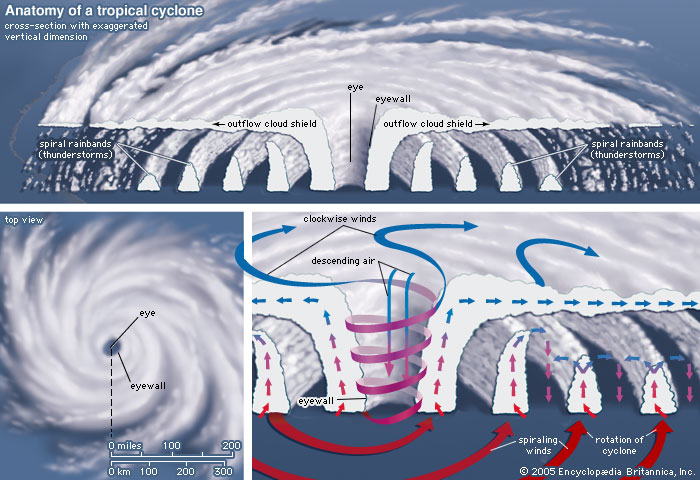 Anatomy of a tropical cyclone
cross-section with exaggerated
vertical dimension
eye
eyewall
← outflow cloud shield
outflow cloud shield →
spiral rainbands
(thunderstorms)
spiral rainbands
(thunderstorms)
top view
eye
eyewall
0 miles 100 200
0 km 100 200 300
clockwise winds
descending air
eyewall
spiraling
winds
rotation of
cyclone
© 2005 Encyclopædia Britannica, Inc.